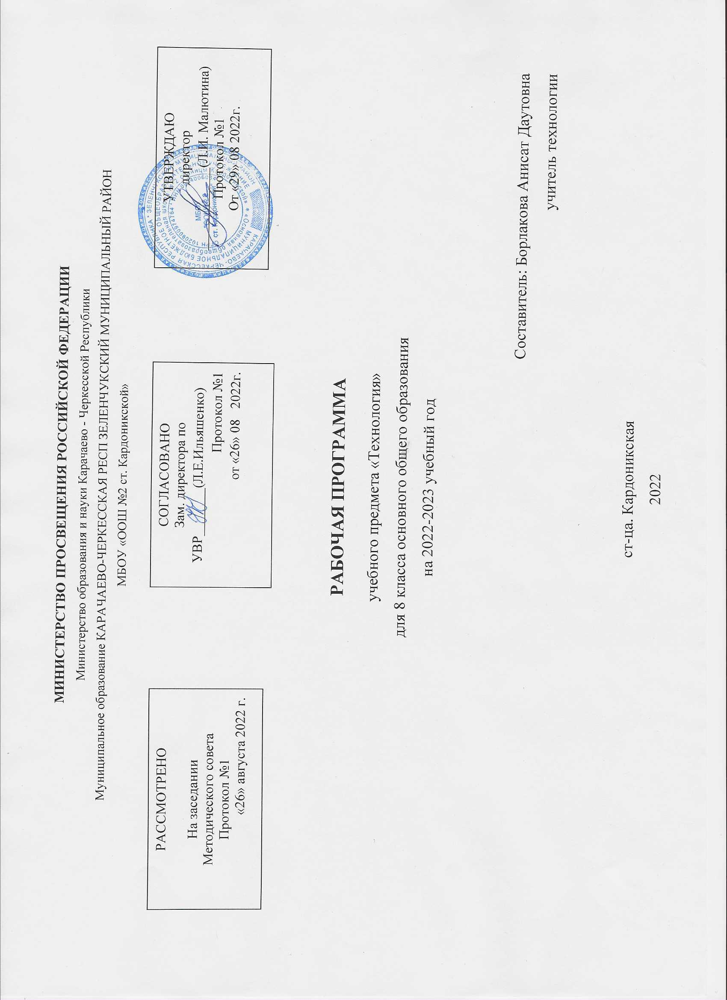 МИНИСТЕРСТВО ПРОСВЕЩЕНИЯ РОССИЙСКОЙ ФЕДЕРАЦИИ
Министерство образования и науки Карачаево - Черкесской Республики
Муниципальное образование КАРАЧАЕВО-ЧЕРКЕССКАЯ РЕСП ЗЕЛЕНЧУКСКИЙ МУНИЦИПАЛЬНЫЙ РАЙОН
МБОУ «ООШ №2 ст. Кардоникской»
РАССМОТРЕНО
На заседании
Методического совета
Протокол №1
«26» августа 2022 г.
СОГЛАСОВАНО
Зам. директора по
УВР (Л.Е.Ильяшенко)
Протокол №1
от «26» 08 2022г.
УТВЕРЖДАЮ
директор
(Л.И. Малютина)
Протокол №1
От «29» 08 2022г.
РАБОЧАЯ ПРОГРАММА
учебного предмета «Технология»
для 8 класса основного общего образования
на 2022-2023 учебный год
Составитель: Борлакова Анисат Даутовна
учитель технологии
ст-ца. Кардоникская
2022